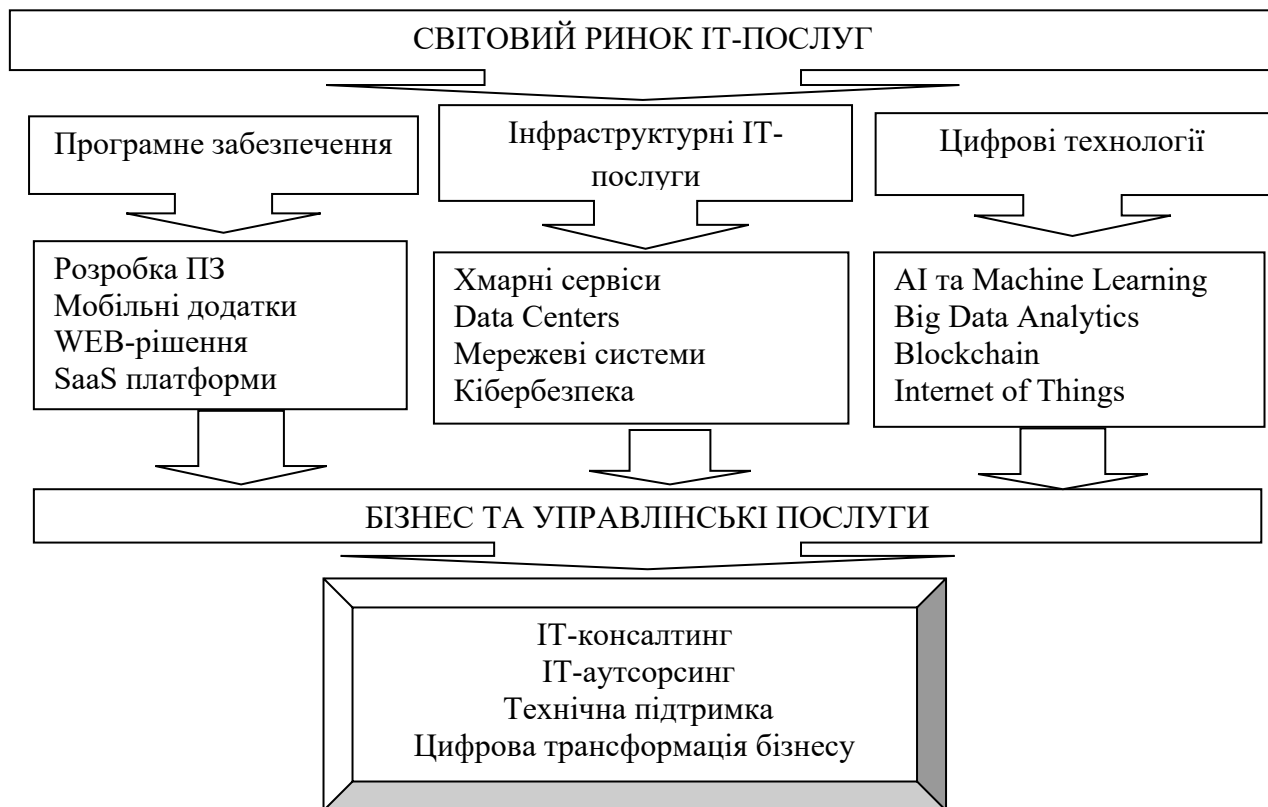 СВІТОВИЙ РИНОК ІТ-ПОСЛУГ
Програмне забезпечення
Інфраструктурні ІТ-
послуги
Цифрові технології
Розробка ПЗ
Мобільні додатки
WEB-рішення
SaaS платформи
Хмарні сервіси
Data Centers
Мережеві системи
Кібербезпека
AI та Machine Learning
Big Data Analytics
Blockchain
Internet of Things
БІЗНЕС ТА УПРАВЛІНСЬКІ ПОСЛУГИ
ІТ-консалтинг
ІТ-аутсорсинг
Технічна підтримка
Цифрова трансформація бізнесу